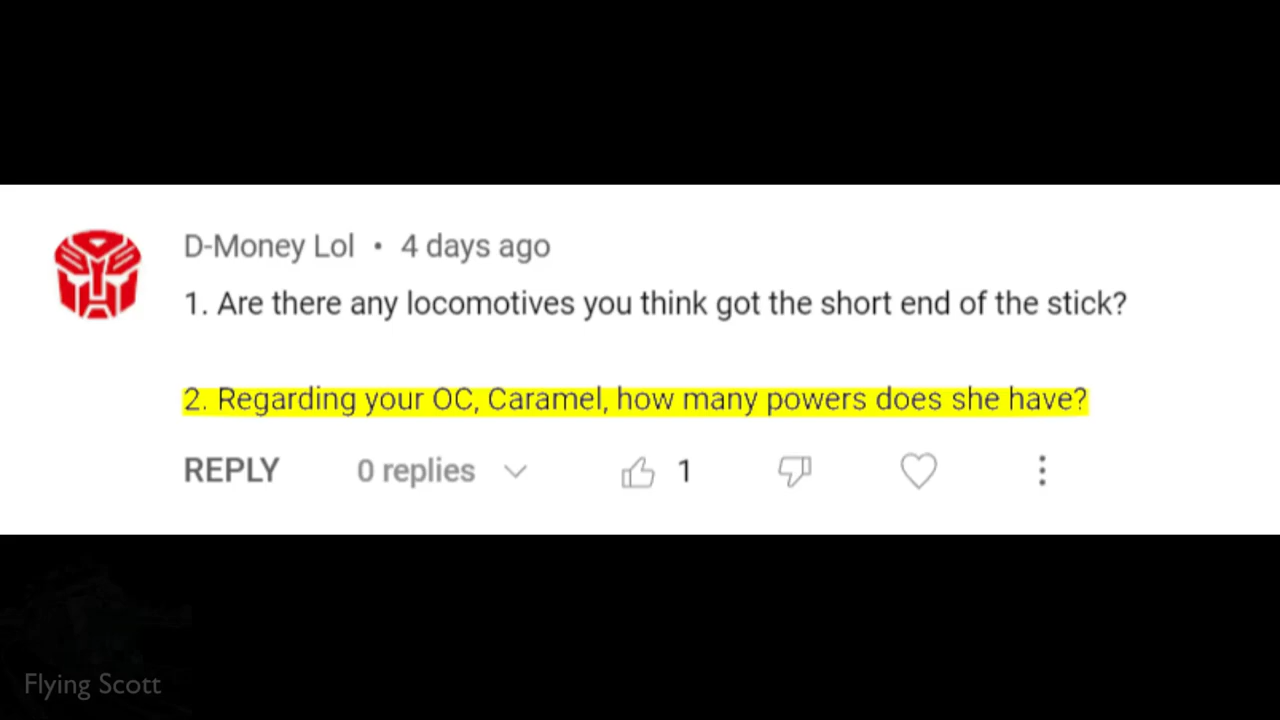 D-Money Lol • 4 days ago
1. Are there any locomotives you think got the short end of the stick?
2. Regarding your OC, Caramel, how many powers does she have?
REPLY 0 replies 1
Flying Scott